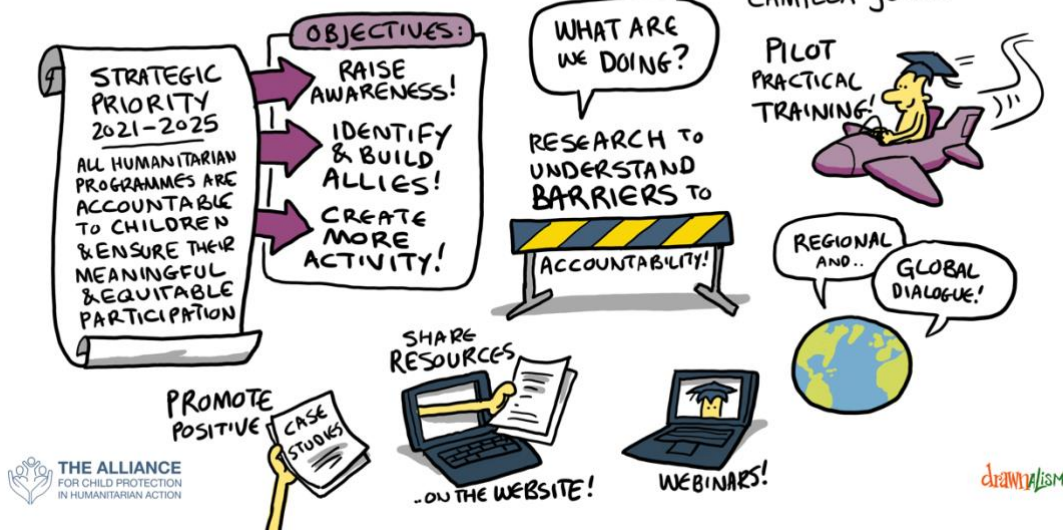 STRATEGIC
PRIORITY
2021-2025
ALL HUMANITARIAN
PROGRAMMES ARE
ACCOUNTABLE
TO CHILDREN
& ENSURE THEIR
MEANINGFUL
& EQUITABLE
PARTICIPATION
OBJECTIVES:
RAISE
AWARENESS!
IDENTIFY
& BUILD
ALLIES!
CREATE
MORE
ACTIVITY!
WHAT ARE
WE DOING?
RESEARCH TO
UNDERSTAND
BARRIERS TO
ACCOUNTABILITY!
PILOT
PRACTICAL
TRAINING!
REGIONAL
AND..
GLOBAL
DIALOGUE!
PROMOTE
POSITIVE
CASE
STUDIES
SHARE
RESOURCES
..ON THE WEBSITE!
WEBINARS!
THE ALLIANCE
FOR CHILD PROTECTION
IN HUMANITARIAN ACTION
drawnalism